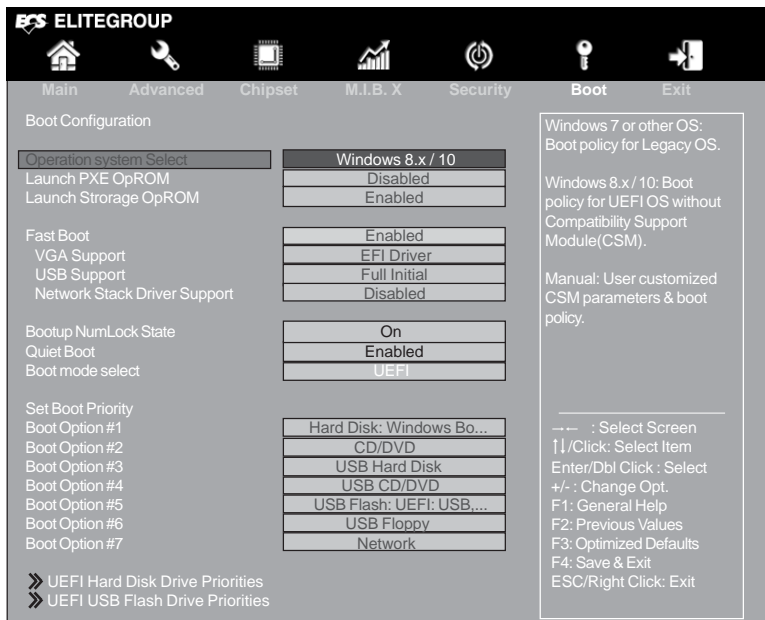 ECS ELITEGROUP
Main Advanced Chipset M.I.B. X Security Boot Exit
Boot Configuration
Operation system Select Windows 8.x / 10
Launch PXE OpROM Disabled
Launch Strorage OpROM Enabled
Fast Boot Enabled
VGA Support EFI Driver
USB Support Full Initial
Network Stack Driver Support Disabled
Bootup NumLock State On
Quiet Boot Enabled
Boot mode select UEFI
Set Boot Priority
Boot Option #1 Hard Disk: Windows Bo...
Boot Option #2 CD/DVD
Boot Option #3 USB Hard Disk
Boot Option #4 USB CD/DVD
Boot Option #5 USB Flash: UEFI: USB,...
Boot Option #6 USB Floppy
Boot Option #7 Network
UEFI Hard Disk Drive Priorities
UEFI USB Flash Drive Priorities
Windows 7 or other OS:
Boot policy for Legacy OS.
Windows 8.x / 10: Boot
policy for UEFI OS without
Compatibility Support
Module(CSM).
Manual: User customized
CSM parameters & boot
policy.
→← : Select Screen
↑↓/Click: Select Item
Enter/Dbl Click : Select
+/- : Change Opt.
F1: General Help
F2: Previous Values
F3: Optimized Defaults
F4: Save & Exit
ESC/Right Click: Exit